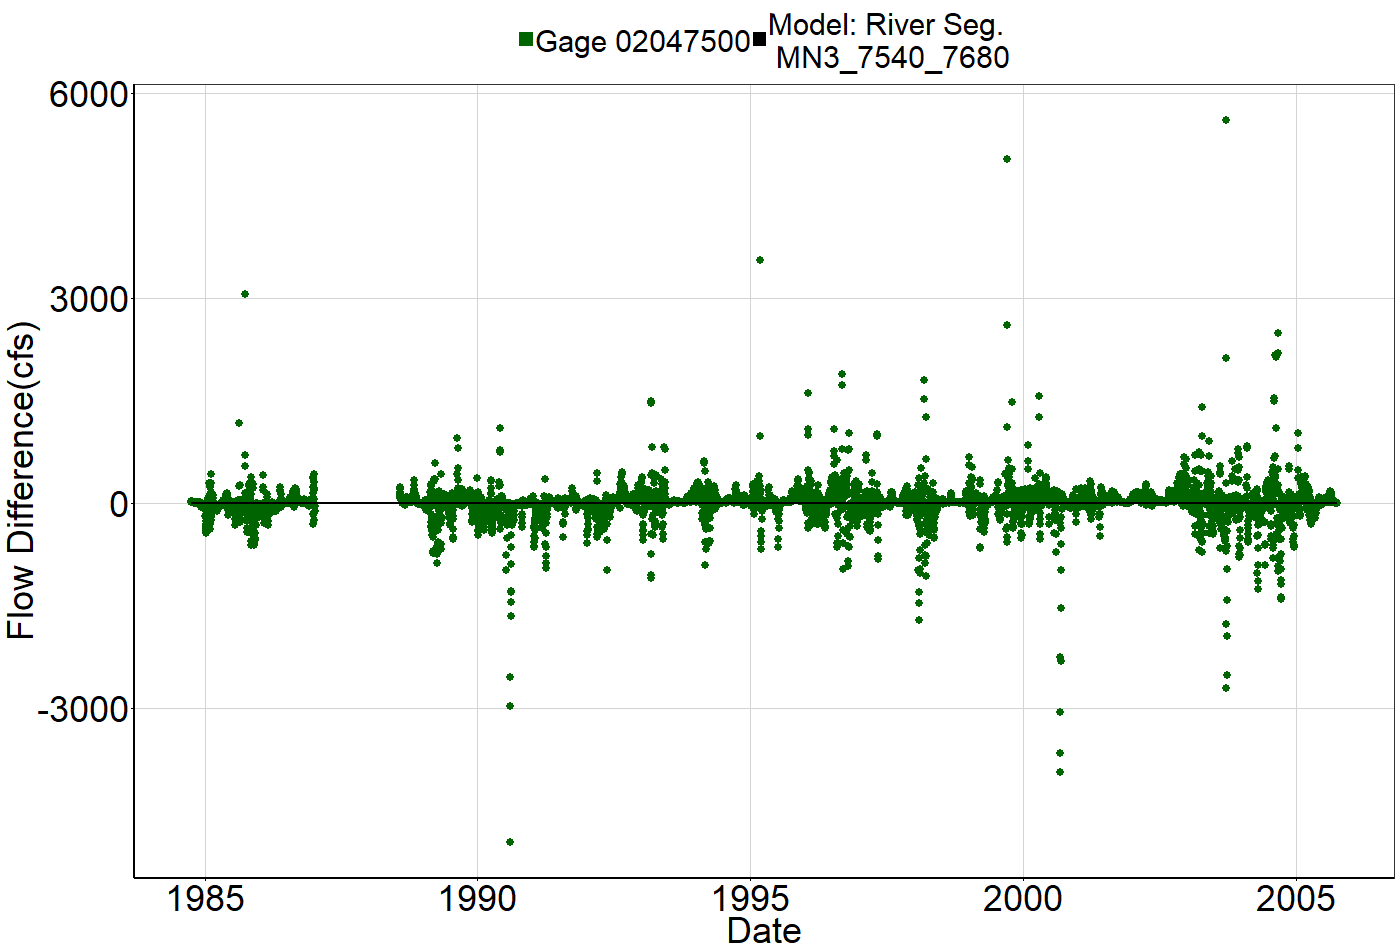 Gage 02047500
Model: River Seg.
MN3_7540_7680
6000
3000
0
-3000
Flow Difference(cfs)
1985 1990 1995 2000 2005
Date